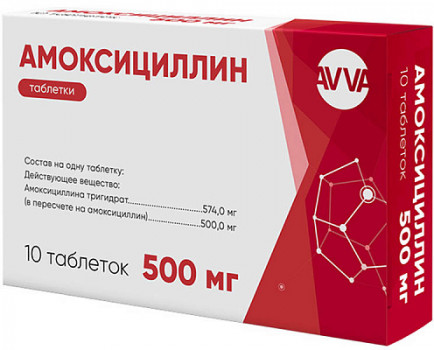 АМОКСИЦИЛЛИН
таблетки
Состав на одну таблетку:
Действующее вещество:
Амоксициллина тригидрат 574,0 мг
(в пересчете на амоксициллин) 500,0 мг
10 таблеток 500 мг
AVVA
АМОКСИЦИЛЛИН
10 таблеток
500 мг